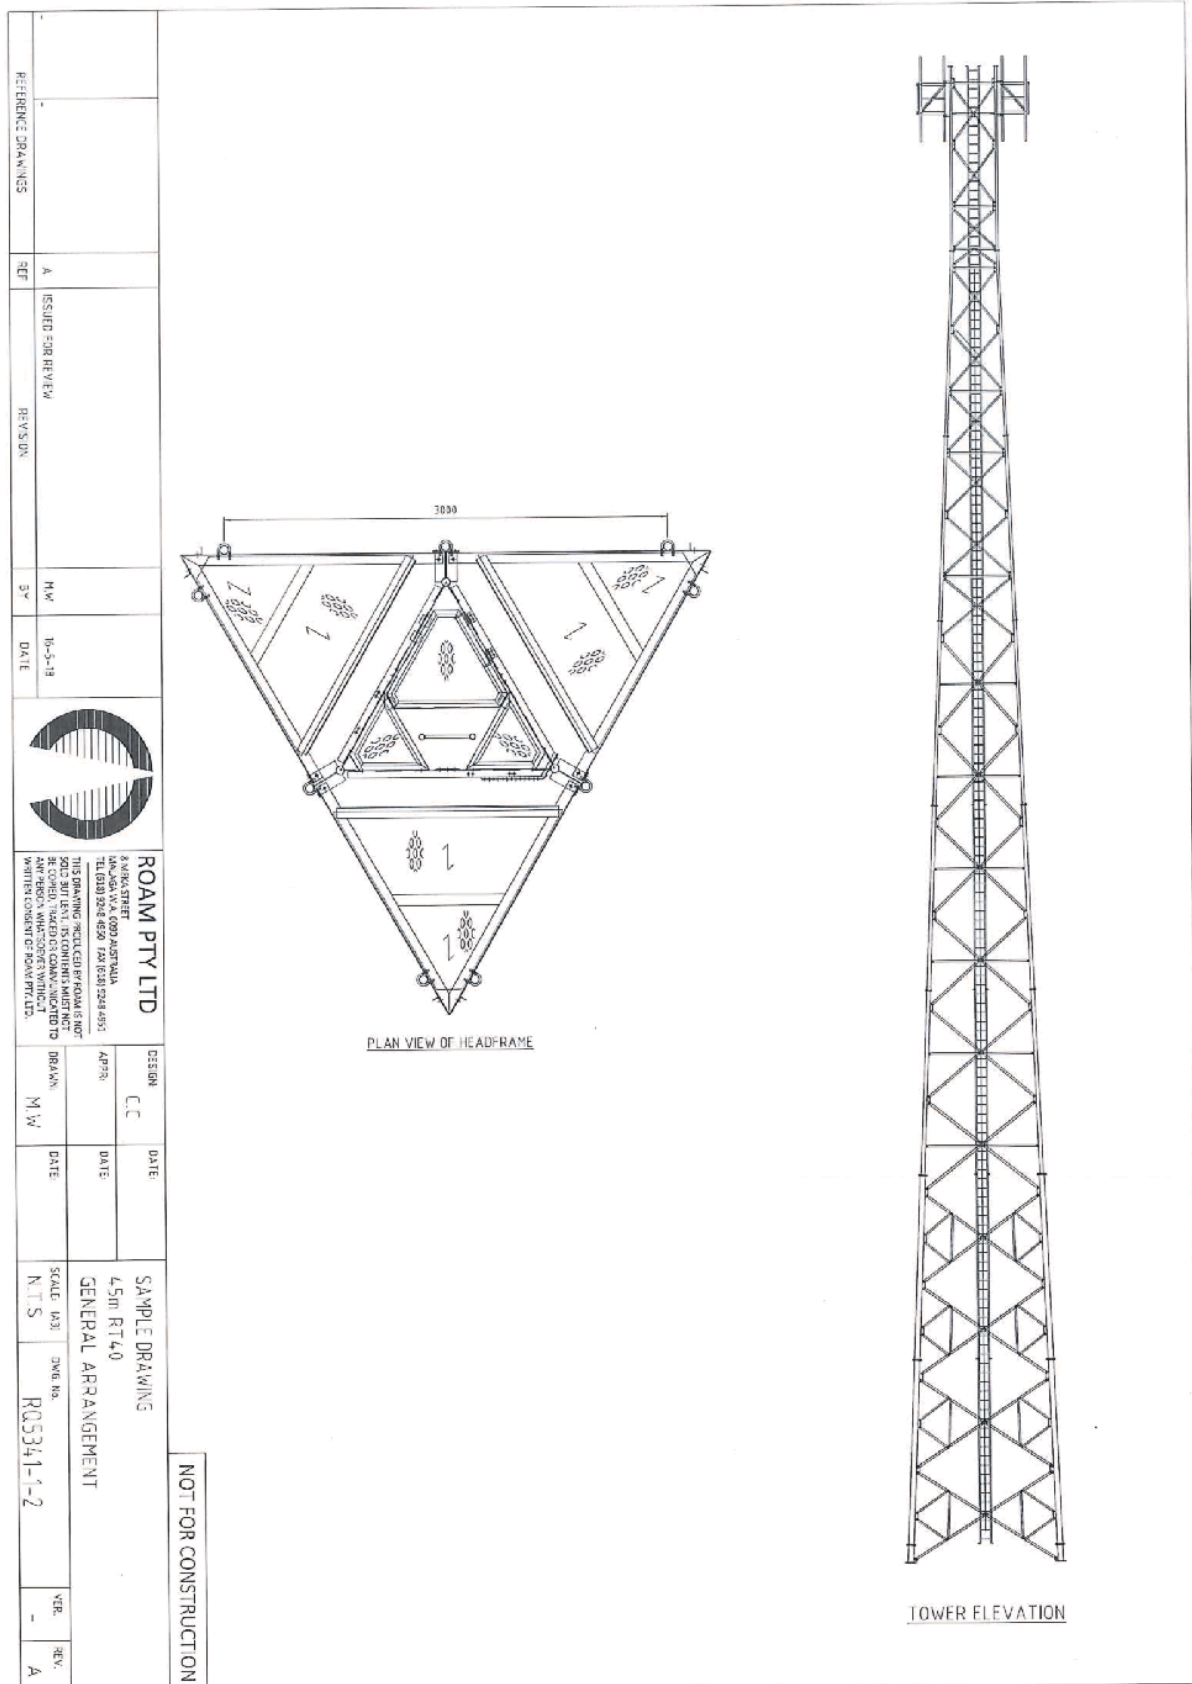 3000
PLAN VIEW OF HEADFRAME
TOWER ELEVATION
NOT FOR CONSTRUCTION
-
-
REFERENCE DRAWINGS
A
ISSUED FOR REVIEW
M.W
REF
REVISION
BY
DATE
ROAM PTY LTD
MALAGA W.A. 6090 AUSTRALIA
THIS DRAWING PRODUCED BY ROAM IS NOT
SOLD BUT LENT. ITS CONTENTS MUST NOT
BE COPIED, TRACED OR COMMUNICATED TO
ANY PERSON WHATSOEVER WITHOUT
WRITTEN CONSENT OF ROAM PTY. LTD.
DESIGN: C.C
DATE:
APPR:
DATE:
DRAWN: M.W
DATE:
SAMPLE DRAWING
45m RT40
GENERAL ARRANGEMENT
SCALE: (A3)
N.T.S
DWG. No.
RQ5341-1-2
VER.
-
REV.
A